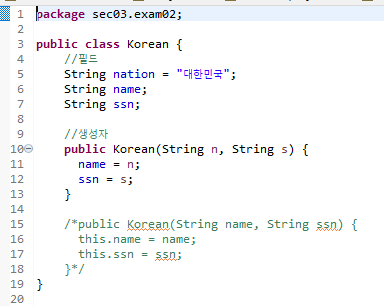 1 package sec03.exam02;
2
3 public class Korean {
4 //필드
5 String nation = "대한민국";
6 String name;
7 String ssn;
8
9 //생성자
10 public Korean(String n, String s) {
11 name = n;
12 ssn = s;
13 }
14
15 /*public Korean(String name, String ssn) {
16 this.name = name;
17 this.ssn = ssn;
18 }*/
19 }
20